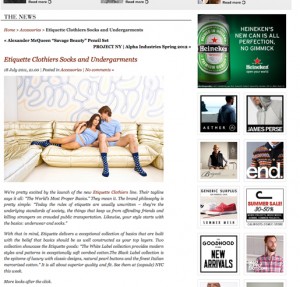 THE NEWS
Home » Accessories » Etiquette Clothiers Socks and Undergarments
« Alexander McQueen "Savage Beauty" Pencil Set
PROJECT NY | Alpha Industries Spring 2012 »
Etiquette Clothiers Socks and Undergarments
18 July 2011, 21.00 | Posted in Accessories | No comments »
We're pretty excited by the launch of the new Etiquette Clothiers line. Their tagline
says it all: "The World's Most Proper Basics." They mean it. The brand philosophy is
pretty simple: "Today the rules of etiquette are usually unwritten – they're the
underlying standards of society, the things that keep us from offending friends and
killing strangers on crowded public transportation. Likewise, your style starts with
the basics: underwear and socks."
With that in mind, Etiquette delivers a exceptional collection of basics that are built
with the belief that basics should be as well constructed as your top layers. Two
collection showcase the Etiquette goods. "The White Label collection provides modern
styles and patterns in exceptionally soft combed cotton.The Black Label collection is
the epitome of luxury with classic designs, natural pearl buttons and the finest Italian
mercerized cotton." It is all about superior quality and fit. See them at (capsule) NYC
this week.
More looks after the click.
HEINEKEN'S
NEW CAN IS ALL
PERFECTION,
NO GIMMICK
Heineken
AETHER
JAMES PERSE
end.
GENERIC SURPLUS
SUMMER SALE!
30-50%
GOODHOOD
NEW
ARRIVALS